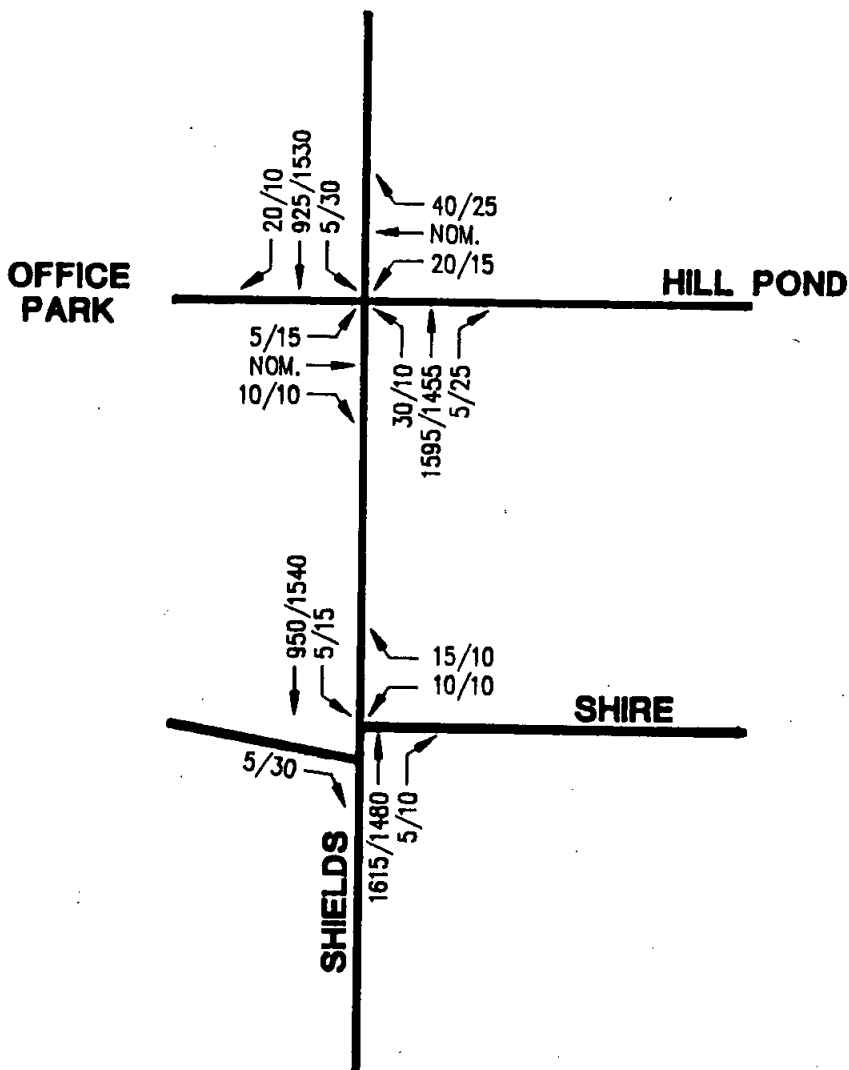 20/10
925/1530
5/30
40/25
NOM.
20/15
OFFICE
PARK
HILL POND
5/15
NOM.
10/10
30/10
1595/1455
5/25
950/1540
5/15
15/10
10/10
SHIRE
5/30
1615/1480
5/10
SHIELDS